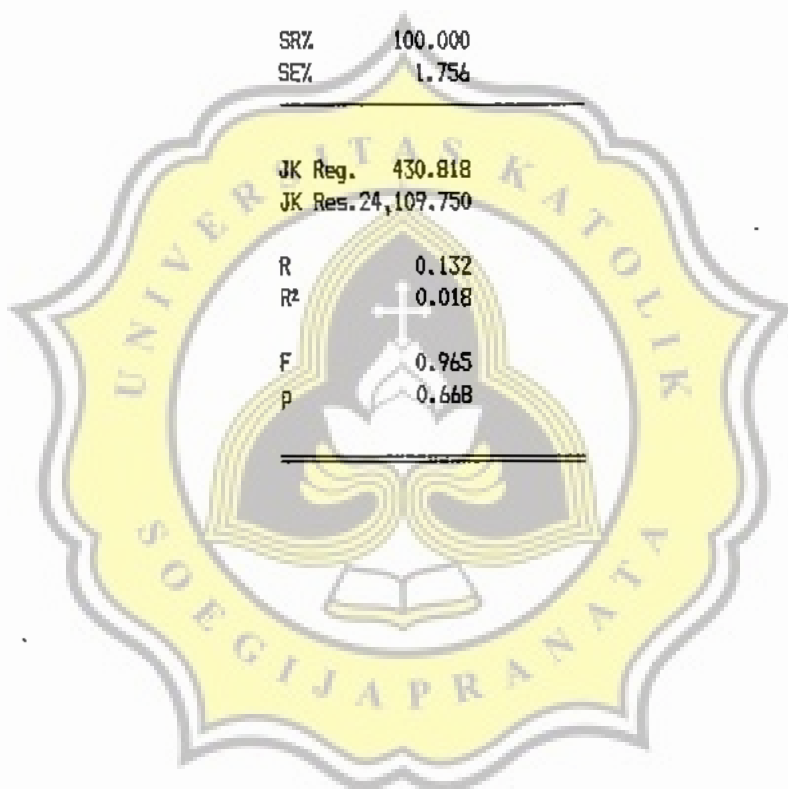 SR% 100.000
SE% 1.756
JK Reg. 430.818
JK Res. 24,109.750
R 0.132
R² 0.018
F 0.965
p 0.668
UNIVERSITAS KATOLIK
SOEGIJAPRANATA